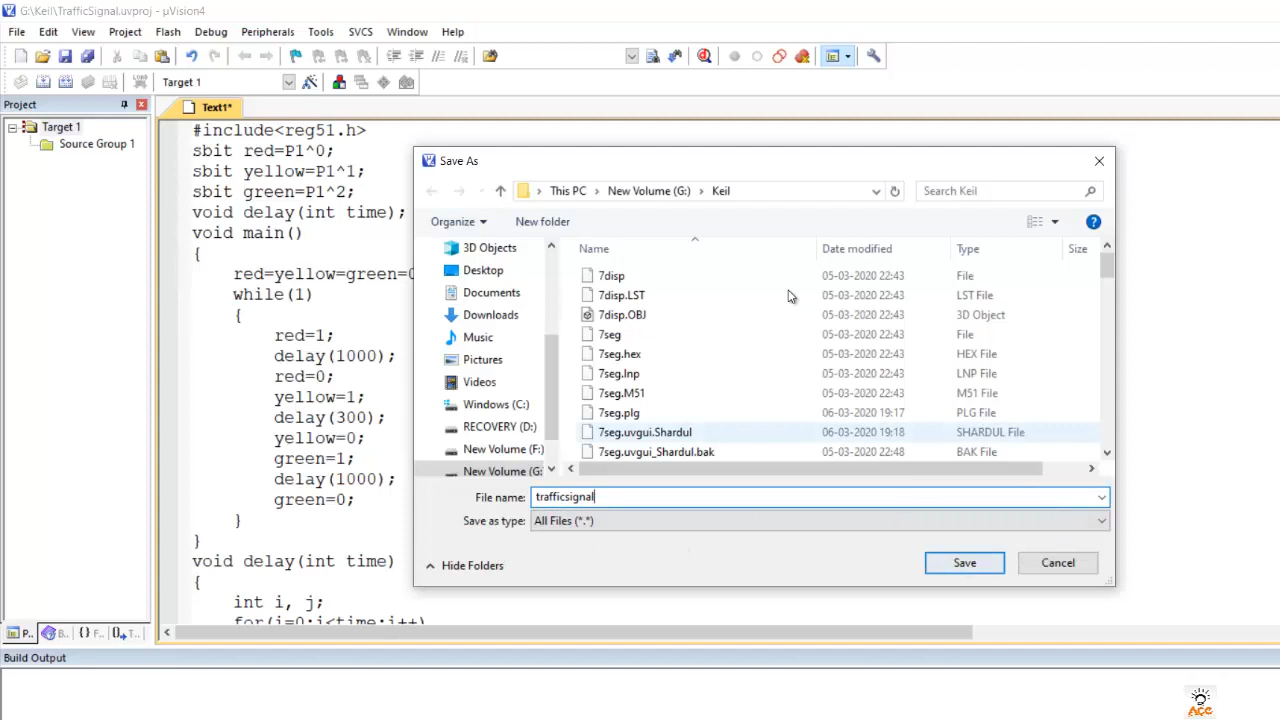 G:\Keil\TrafficSignal.uvproj - µVision4
File Edit View Project Flash Debug Peripherals Tools SVCS Window Help
LOAD Target 1
Project
Target 1
Source Group 1
Text1*
#include<reg51.h>
sbit red=P1^0;
sbit yellow=P1^1;
sbit green=P1^2;
void delay(int time);
void main()
{
red=yellow=green=0
while(1)
{
red=1;
delay(1000);
red=0;
yellow=1;
delay(300);
yellow=0;
green=1;
delay(1000);
green=0;
}
}
void delay(int time)
{
int i, j;
for(i=0;i<time;i++)
Save As
This PC > New Volume (G:) > Keil
Search Keil
Organize New folder
3D Objects
Desktop
Documents
Downloads
Music
Pictures
Videos
Windows (C:)
RECOVERY (D:)
New Volume (F:)
New Volume (G:
Name Date modified Type Size
7disp 05-03-2020 22:43 File
7disp.LST 05-03-2020 22:43 LST File
7disp.OBJ 05-03-2020 22:43 3D Object
7seg 05-03-2020 22:43 File
7seg.hex 05-03-2020 22:43 HEX File
7seg.lnp 05-03-2020 22:43 LNP File
7seg.M51 05-03-2020 22:43 M51 File
7seg.plg 06-03-2020 19:17 PLG File
7seg.uvgui.Shardul 06-03-2020 19:18 SHARDUL File
7seg.uvgui_Shardul.bak 05-03-2020 22:48 BAK File
File name: trafficsignal
Save as type: All Files (*.*)
Hide Folders
Save Cancel
P.. B.. {} F.. T..
Build Output
Acc